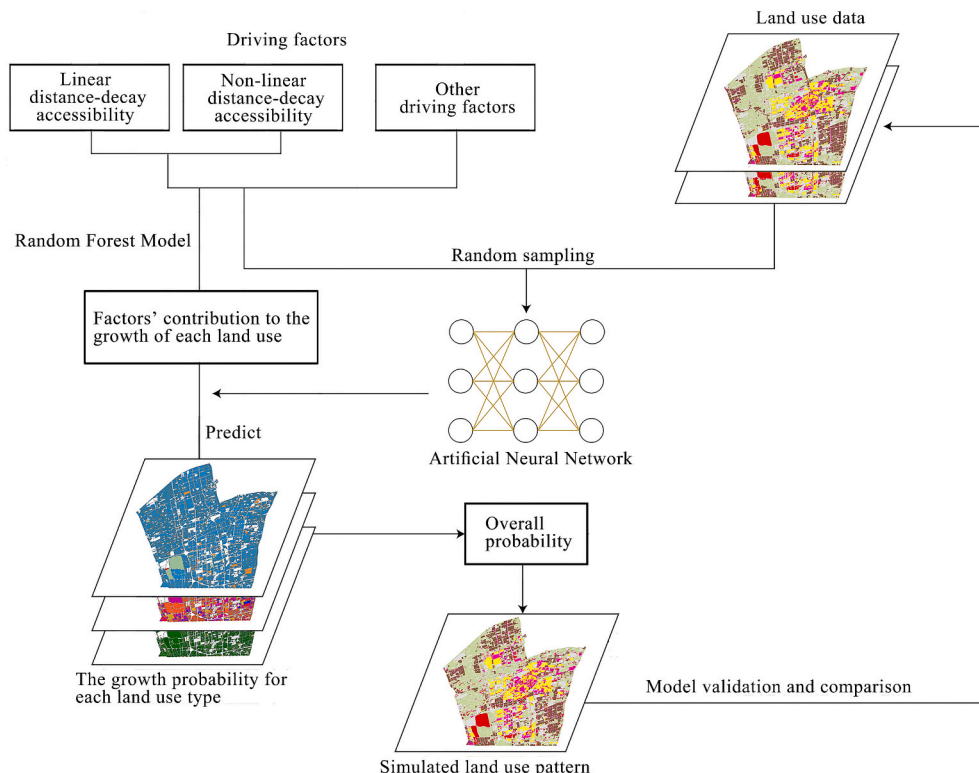 Driving factors
Land use data
Linear
distance-decay
accessibility
Non-linear
distance-decay
accessibility
Other
driving factors
Random Forest Model
Random sampling
Factors' contribution to the
growth of each land use
Predict
Artificial Neural Network
Overall
probability
The growth probability for
each land use type
Model validation and comparison
Simulated land use pattern